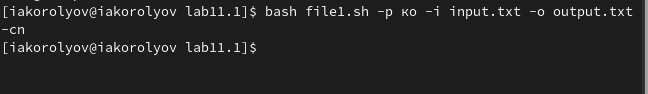 [iakorolyov@iakorolyov lab11.1]$ bash file1.sh -p ко -i input.txt -o output.txt
-cn
[iakorolyov@iakorolyov lab11.1]$